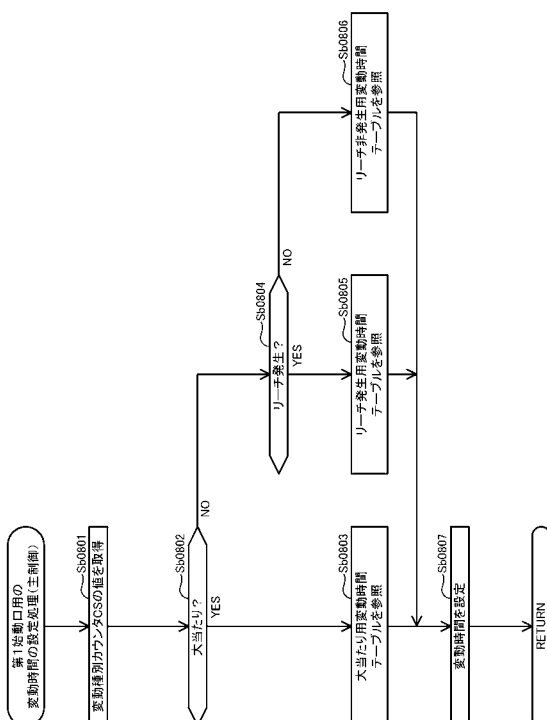 第1始動口用の
変動時間の設定処理(主制御)
Sb0801
変動種別カウンタCSの値を取得
Sb0802
大当たり?
NO
YES
Sb0803
大当たり用変動時間
テーブルを参照
Sb0804
リーチ発生?
NO
YES
Sb0805
リーチ発生用変動時間
テーブルを参照
Sb0806
リーチ非発生用変動時間
テーブルを参照
Sb0807
変動時間を設定
RETURN